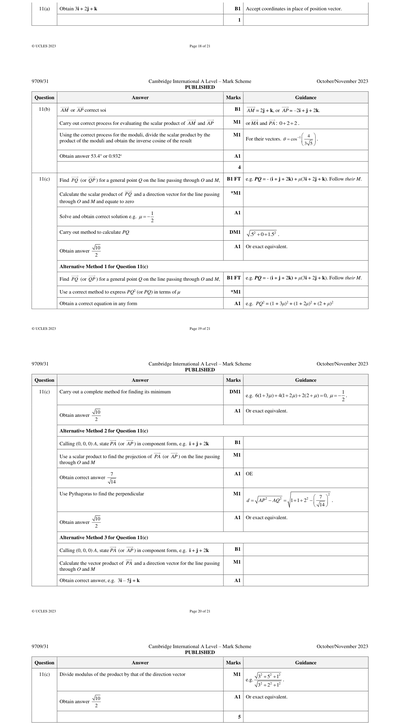 11(a) Obtain 3i + 2j + k B1 Accept coordinates in place of position vector.
1
© UCLES 2023 Page 18 of 21
9709/31 Cambridge International A Level – Mark Scheme October/November 2023
PUBLISHED
Question Answer Marks Guidance
11(b) AM or AP correct soi B1 AM = 2j + k, or AP = –2i + j + 2k.
Carry out correct process for evaluating the scalar product of AM and AP M1 or MA and PA: 0 + 2 + 2.
Using the correct process for the moduli, divide the scalar product by the M1 For their vectors.
product of the moduli and obtain the inverse cosine of the result
Obtain answer 53.4° or 0.932ᶜ A1
4
11(c) Find PQ (or QP) for a general point Q on the line passing through O and M, B1 FT e.g. PQ = –(i + j + 2k) + μ(3i + 2j + k). Follow their M.
Calculate the scalar product of PQ and a direction vector for the line passing *M1
through O and M and equate to zero
Solve and obtain correct solution e.g. μ = –1/2 A1
Carry out method to calculate PQ DM1
Obtain answer √10/2 A1 Or exact equivalent.
Alternative Method 1 for Question 11(c)
Find PQ (or QP) for a general point Q on the line passing through O and M, B1 FT e.g. PQ = –(i + j + 2k) + μ(3i + 2j + k). Follow their M.
Use a correct method to express PQ² (or PQ) in terms of μ *M1
Obtain a correct equation in any form A1
© UCLES 2023 Page 19 of 21
9709/31 Cambridge International A Level – Mark Scheme October/November 2023
PUBLISHED
Question Answer Marks Guidance
11(c) Carry out a complete method for finding its minimum DM1
Obtain answer √10/2 A1 Or exact equivalent.
Alternative Method 2 for Question 11(c)
Calling (0, 0, 0) A, state PA (or AP) in component form, e.g. i + j + 2k B1
Use a scalar product to find the projection of PA (or AP) on the line passing M1
through O and M
Obtain correct answer 7/√14 A1 OE
Use Pythagoras to find the perpendicular M1
Obtain answer √10/2 A1 Or exact equivalent.
Alternative Method 3 for Question 11(c)
Calling (0, 0, 0) A, state PA (or AP) in component form, e.g. i + j + 2k B1
Calculate the vector product of PA and a direction vector for the line passing M1
through O and M
Obtain correct answer, e.g. 3i – 5j + k A1
© UCLES 2023 Page 20 of 21
9709/31 Cambridge International A Level – Mark Scheme October/November 2023
PUBLISHED
Question Answer Marks Guidance
11(c) Divide modulus of the product by that of the direction vector M1 e.g. √(3² + 5² + 1²)/√(3² + 2² + 1²)
Obtain answer √10/2 A1 Or exact equivalent.
5